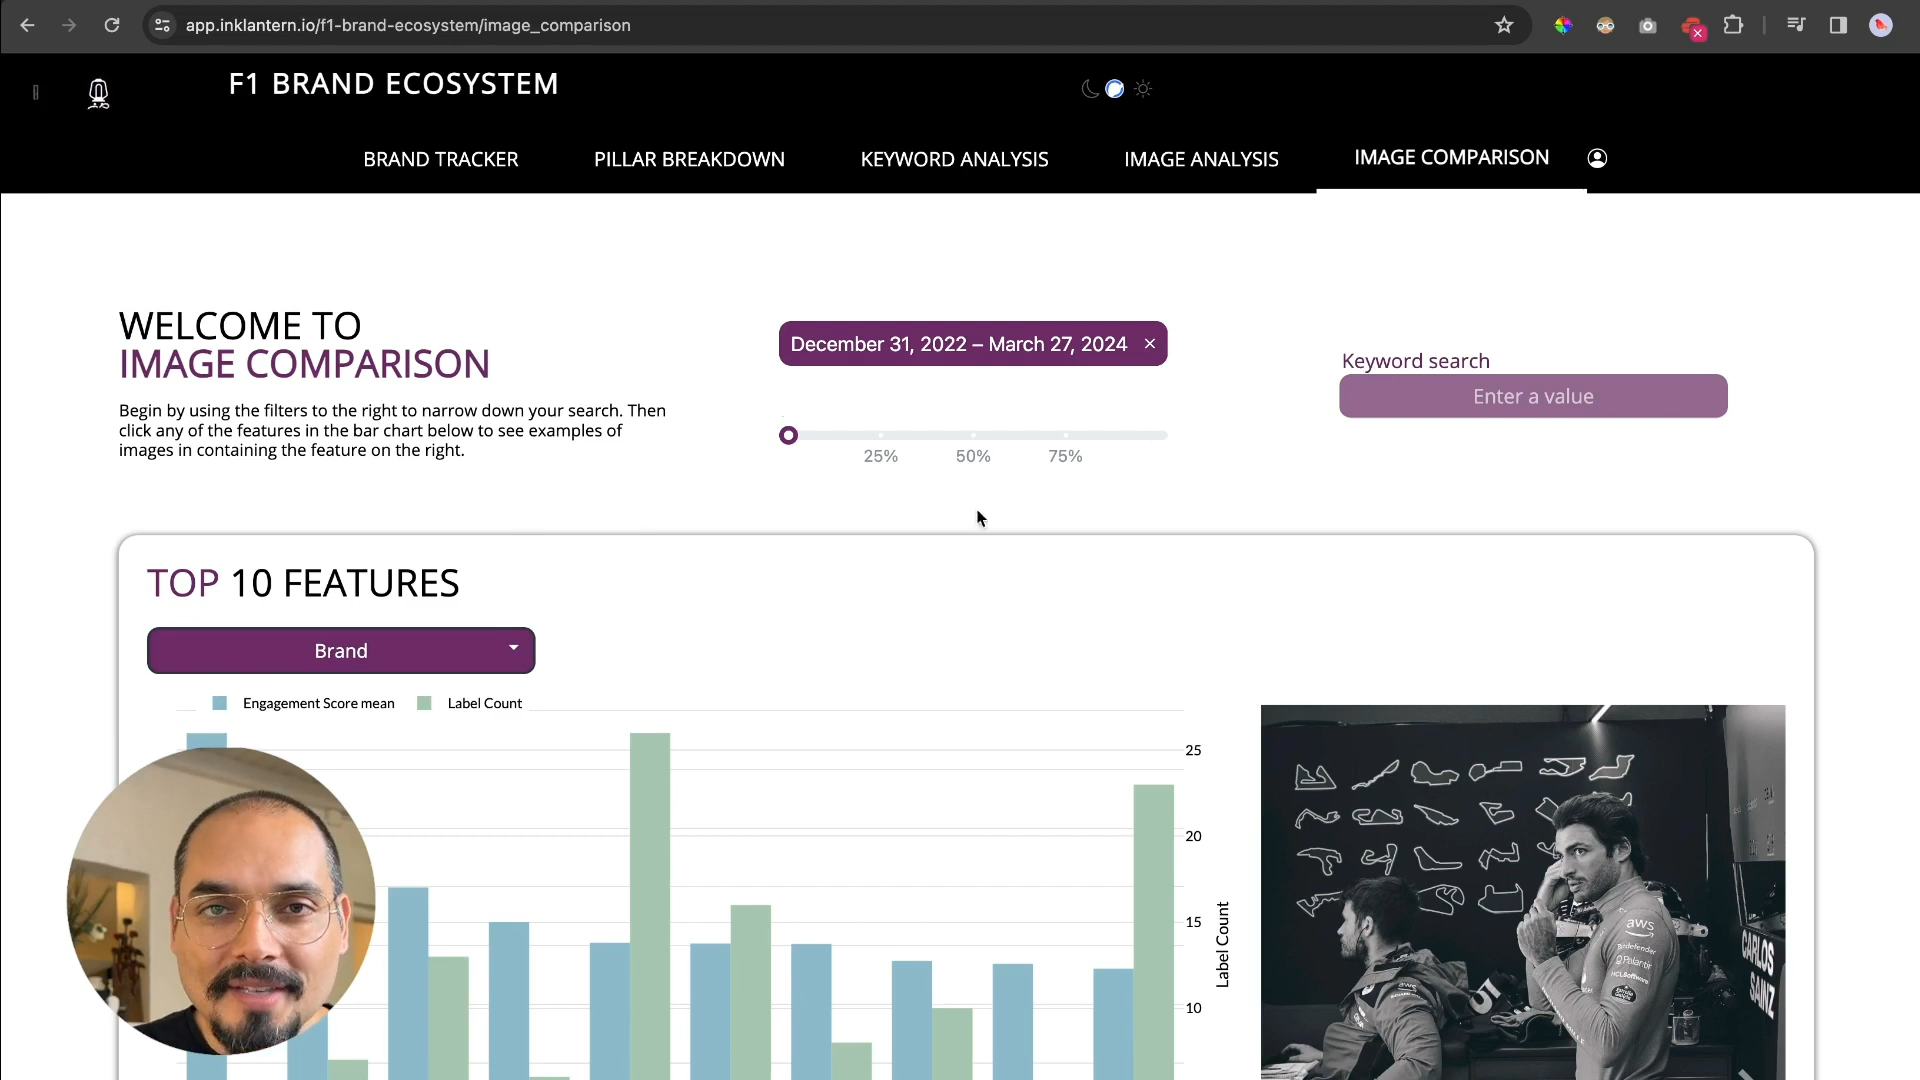 app.inklantern.io/f1-brand-ecosystem/image_comparison
F1 BRAND ECOSYSTEM
BRAND TRACKER
PILLAR BREAKDOWN
KEYWORD ANALYSIS
IMAGE ANALYSIS
IMAGE COMPARISON
WELCOME TO
IMAGE COMPARISON
Begin by using the filters to the right to narrow down your search. Then
click any of the features in the bar chart below to see examples of
images in containing the feature on the right.
December 31, 2022 – March 27, 2024 ×
25%
50%
75%
Keyword search
Enter a value
TOP 10 FEATURES
Brand
Engagement Score mean
Label Count
25
20
15
10
Label Count
aws
Bitdefender
Palantir
HCLSoftware
aws
CARLOS
SAINZ